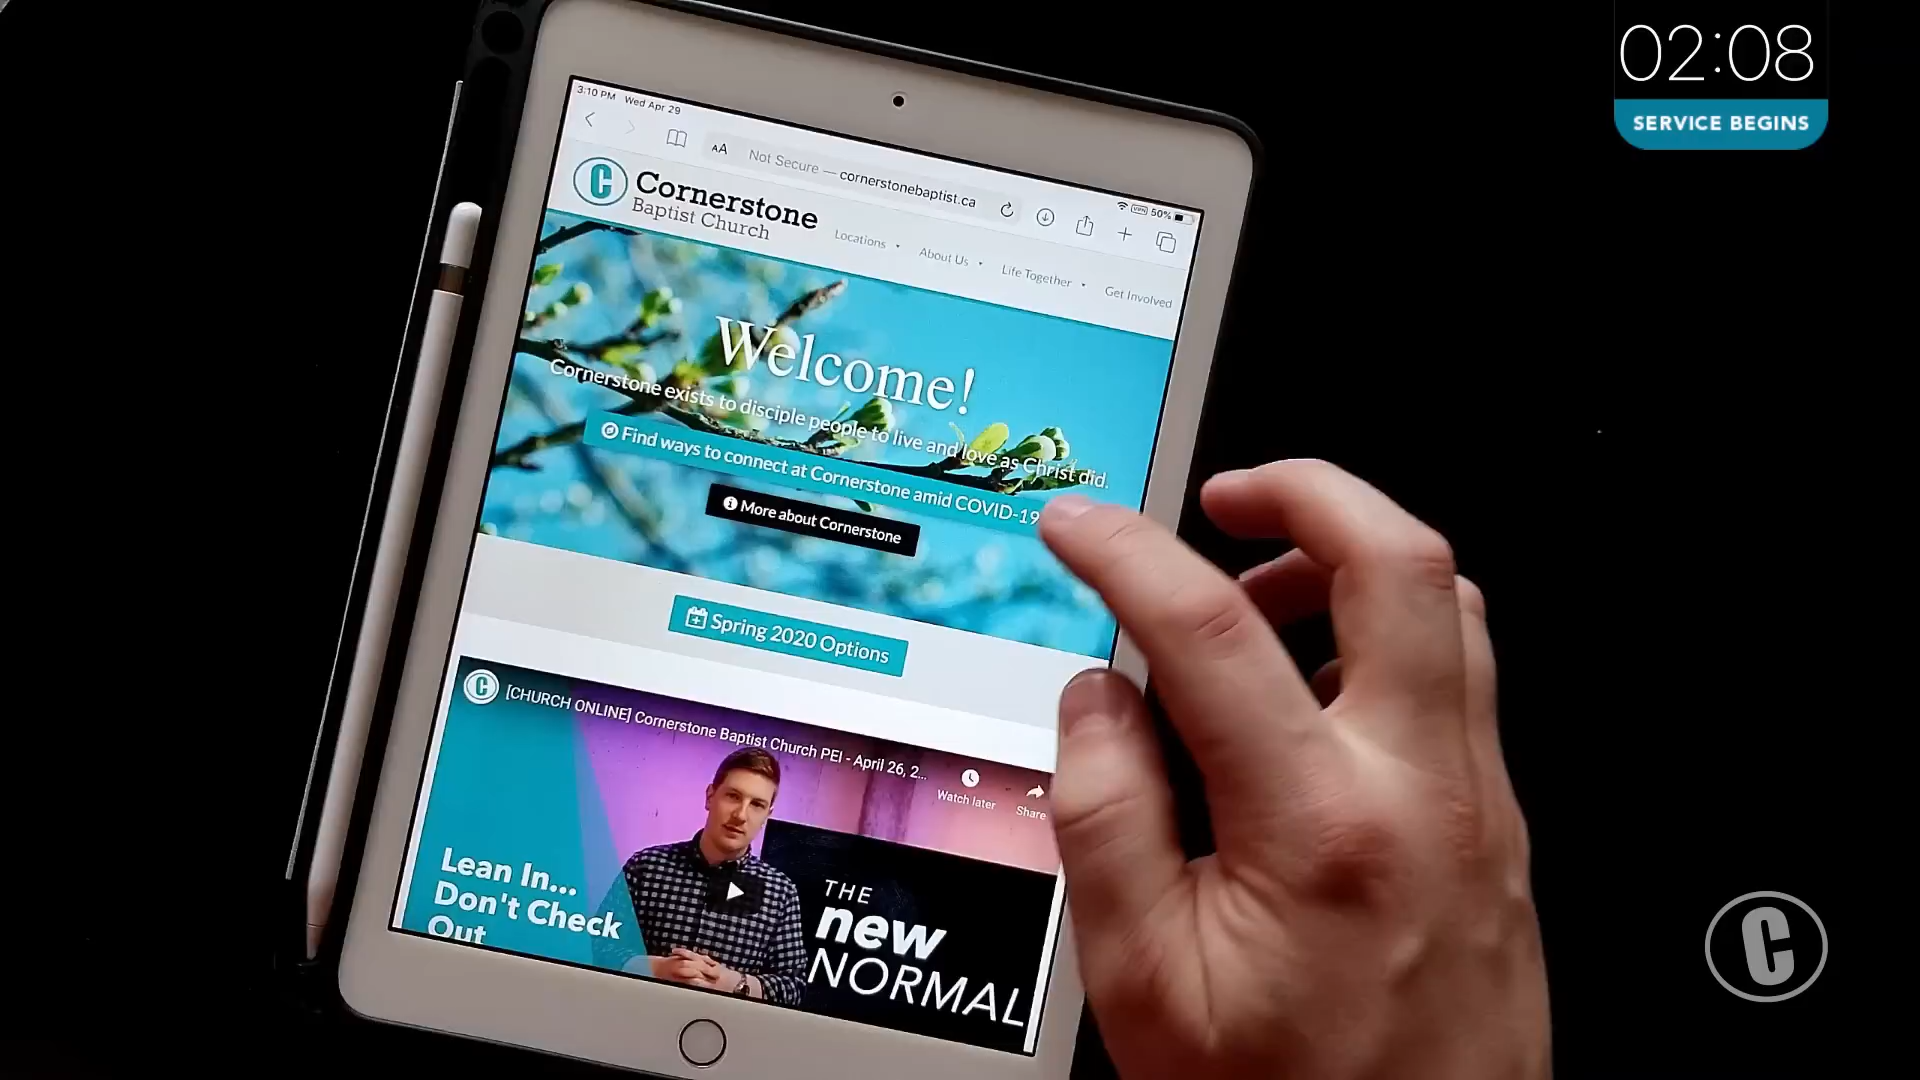 02:08
SERVICE BEGINS
3:10 PM Wed Apr 29
VPN 50%
AA Not Secure — cornerstonebaptist.ca
C Cornerstone
Baptist Church
Locations
About Us
Life Together
Get Involved
Welcome!
Cornerstone exists to disciple people to live and love as Christ did.
Find ways to connect at Cornerstone amid COVID-19
More about Cornerstone
Spring 2020 Options
C [CHURCH ONLINE] Cornerstone Baptist Church PEI - April 26, 2...
Watch later
Share
Lean In...
Don't Check
Out
THE
new
NORMAL
C